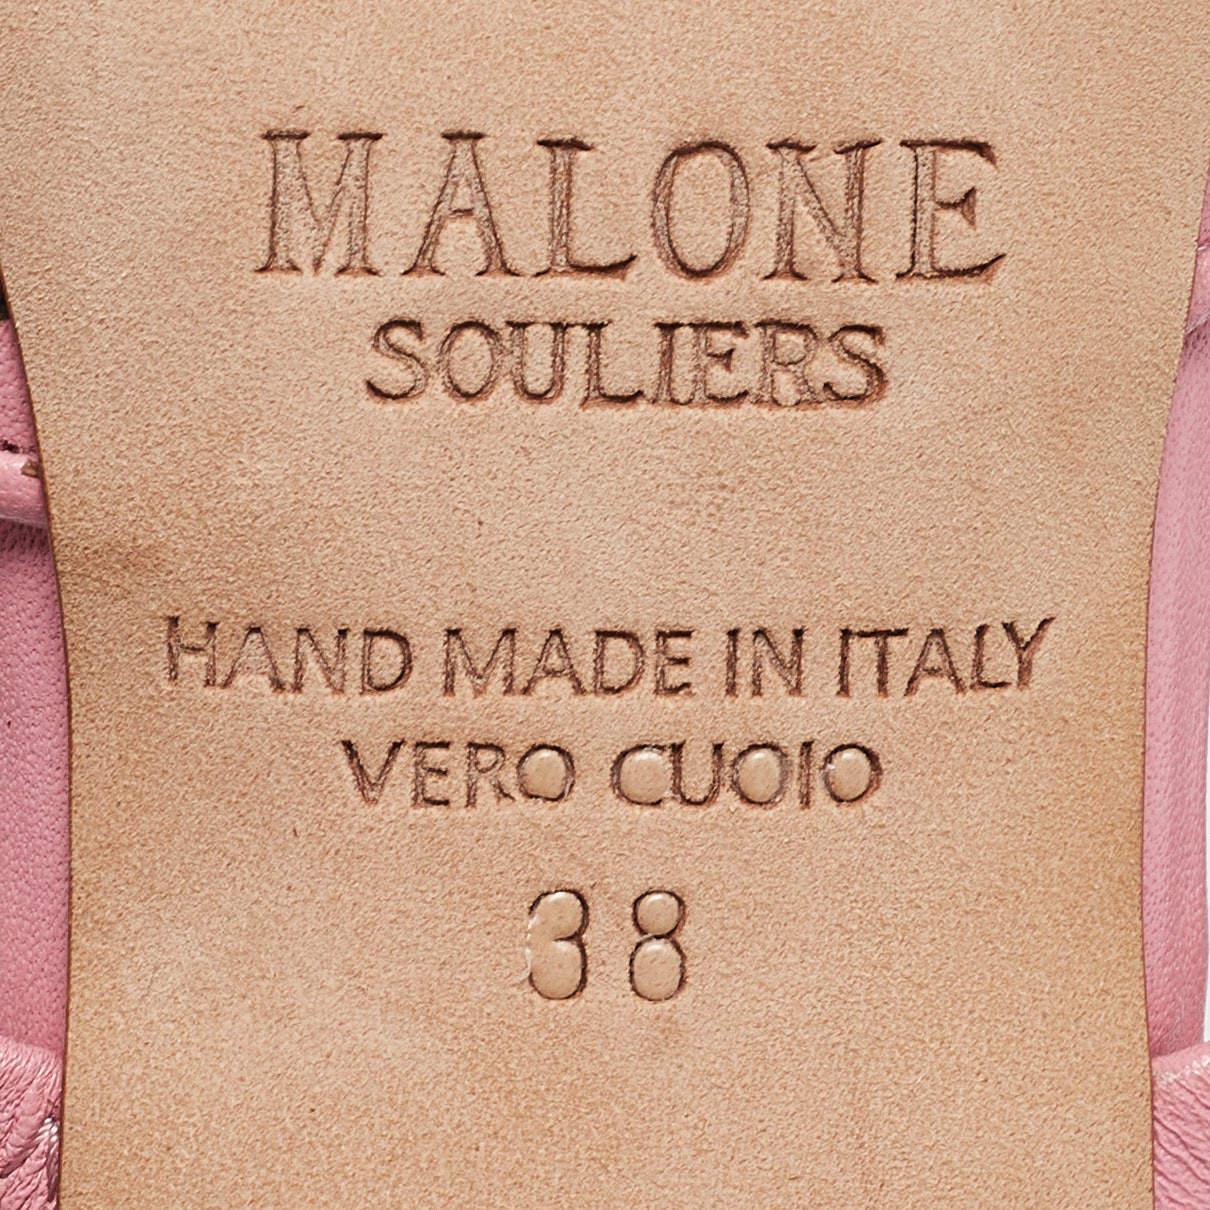 MALONE
SOULIERS
HAND MADE IN ITALY
VERO CUOIO
38